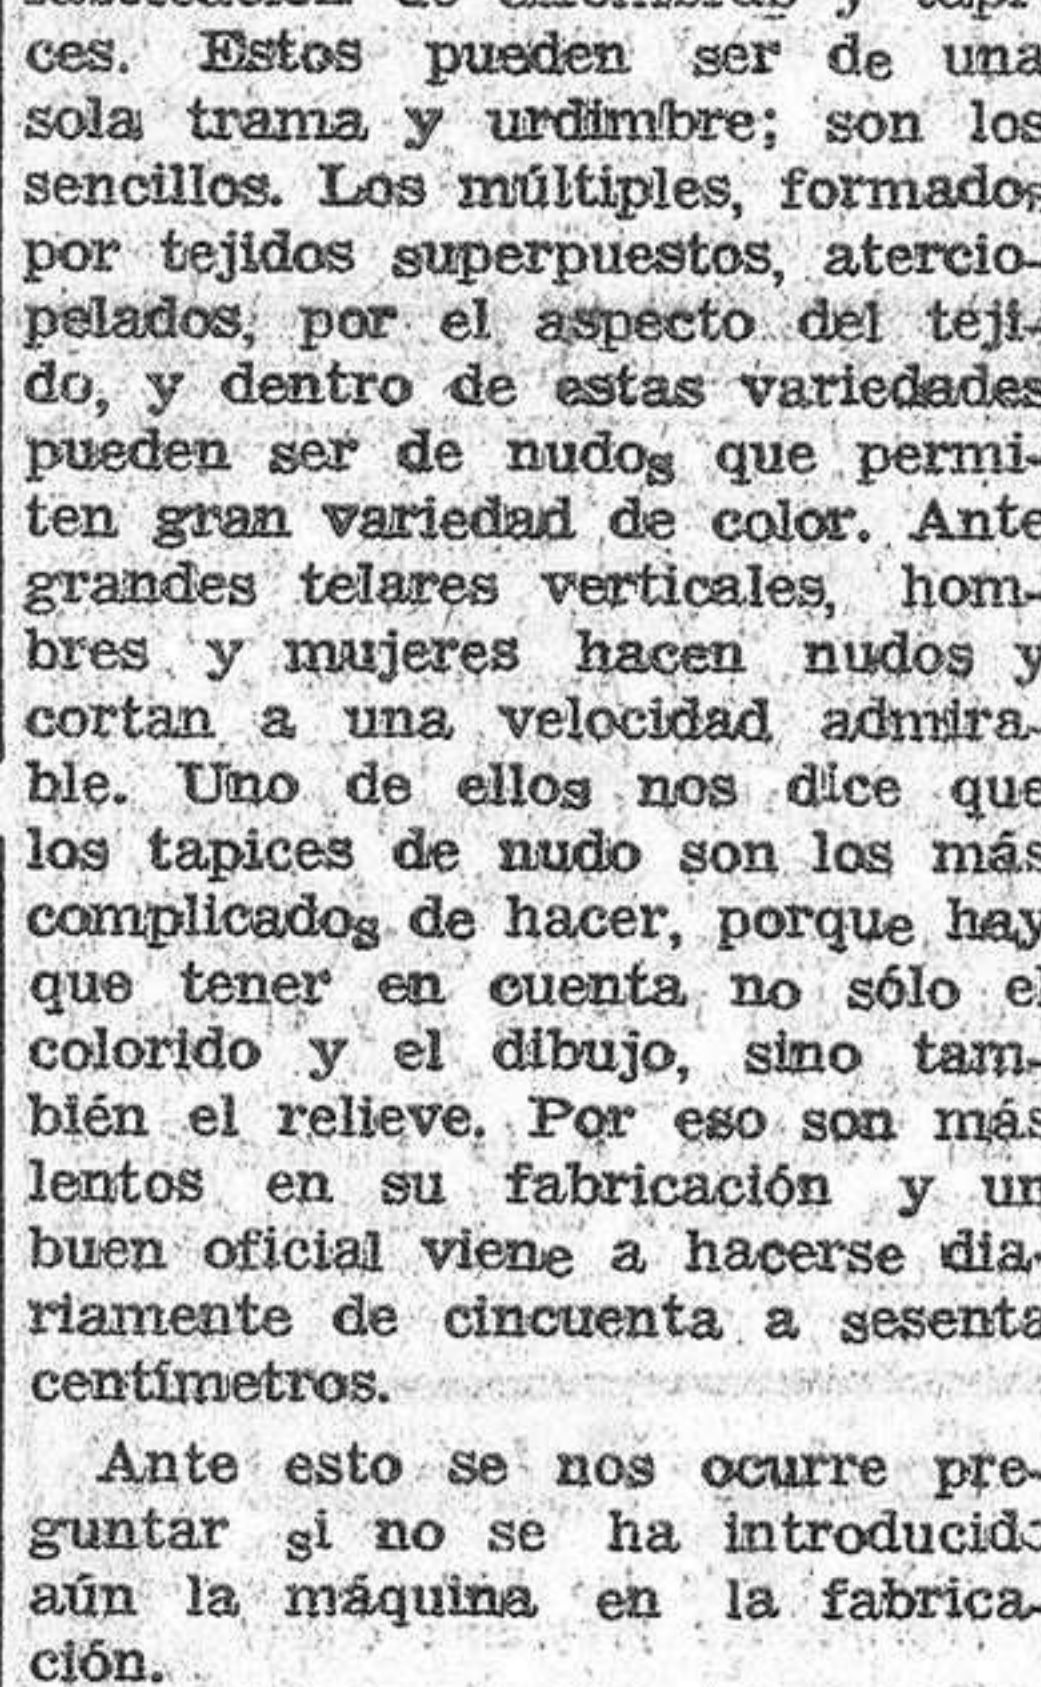 fabricación de alfombras y tapi-
ces. Estos pueden ser de una
sola trama y urdimbre; son los
sencillos. Los múltiples, formados
por tejidos superpuestos, atercio-
pelados, por el aspecto del teji-
do, y dentro de estas variedades
pueden ser de nudos que permi-
ten gran variedad de color. Ante
grandes telares verticales, hom-
bres y mujeres hacen nudos y
cortan a una velocidad admira-
ble. Uno de ellos nos dice que
los tapices de nudo son los más
complicados de hacer, porque hay
que tener en cuenta no sólo el
colorido y el dibujo, sino tam-
bién el relieve. Por eso son más
lentos en su fabricación y un
buen oficial viene a hacerse dia-
riamente de cincuenta a sesenta
centímetros.
Ante esto se nos ocurre pre-
guntar si no se ha introducido
aún la máquina en la fabrica-
ción.